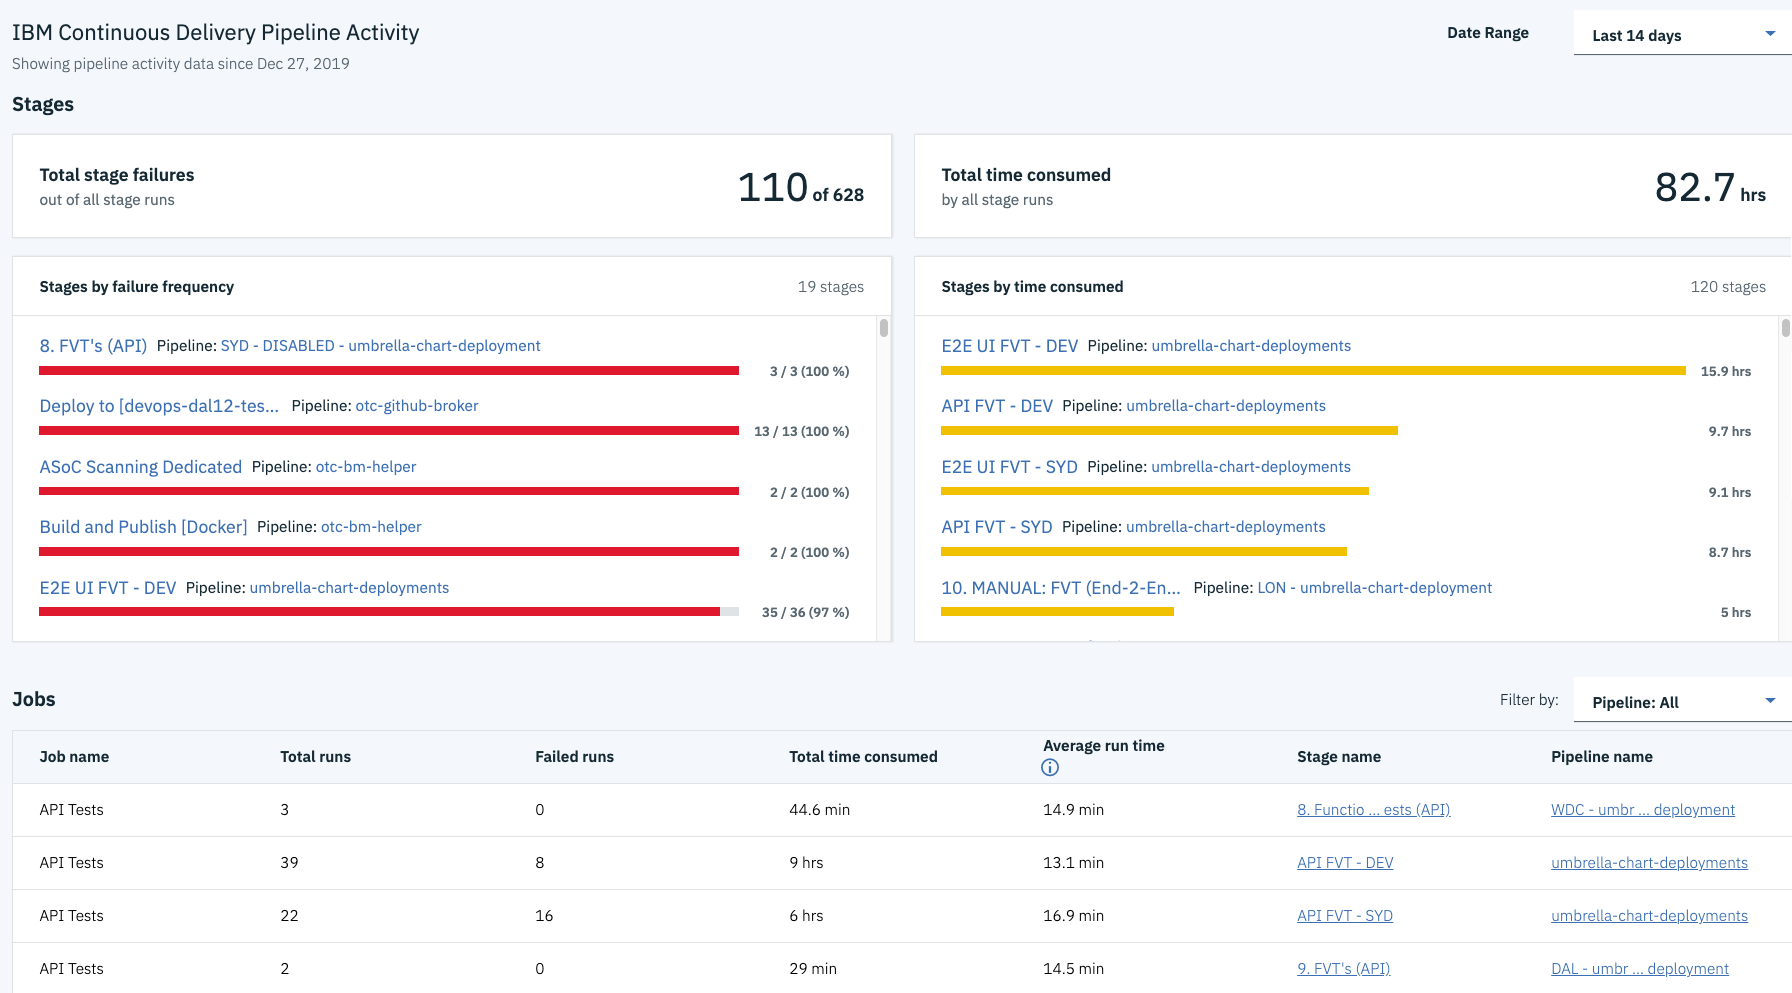 IBM Continuous Delivery Pipeline Activity
Date Range
Last 14 days
Showing pipeline activity data since Dec 27, 2019
Stages
Total stage failures
out of all stage runs
110 of 628
Total time consumed
by all stage runs
82.7 hrs
Stages by failure frequency
19 stages
8. FVT's (API) Pipeline: SYD - DISABLED - umbrella-chart-deployment
3 / 3 (100 %)
Deploy to [devops-dal12-tes... Pipeline: otc-github-broker
13 / 13 (100 %)
ASoC Scanning Dedicated Pipeline: otc-bm-helper
2 / 2 (100 %)
Build and Publish [Docker] Pipeline: otc-bm-helper
2 / 2 (100 %)
E2E UI FVT - DEV Pipeline: umbrella-chart-deployments
35 / 36 (97 %)
Stages by time consumed
120 stages
E2E UI FVT - DEV Pipeline: umbrella-chart-deployments
15.9 hrs
API FVT - DEV Pipeline: umbrella-chart-deployments
9.7 hrs
E2E UI FVT - SYD Pipeline: umbrella-chart-deployments
9.1 hrs
API FVT - SYD Pipeline: umbrella-chart-deployments
8.7 hrs
10. MANUAL: FVT (End-2-En... Pipeline: LON - umbrella-chart-deployment
5 hrs
Jobs
Filter by:
Pipeline: All
Job name Total runs Failed runs Total time consumed Average run time Stage name Pipeline name
API Tests 3 0 44.6 min 14.9 min 8. Functio ... ests (API) WDC - umbr ... deployment
API Tests 39 8 9 hrs 13.1 min API FVT - DEV umbrella-chart-deployments
API Tests 22 16 6 hrs 16.9 min API FVT - SYD umbrella-chart-deployments
API Tests 2 0 29 min 14.5 min 9. FVT's (API) DAL - umbr ... deployment